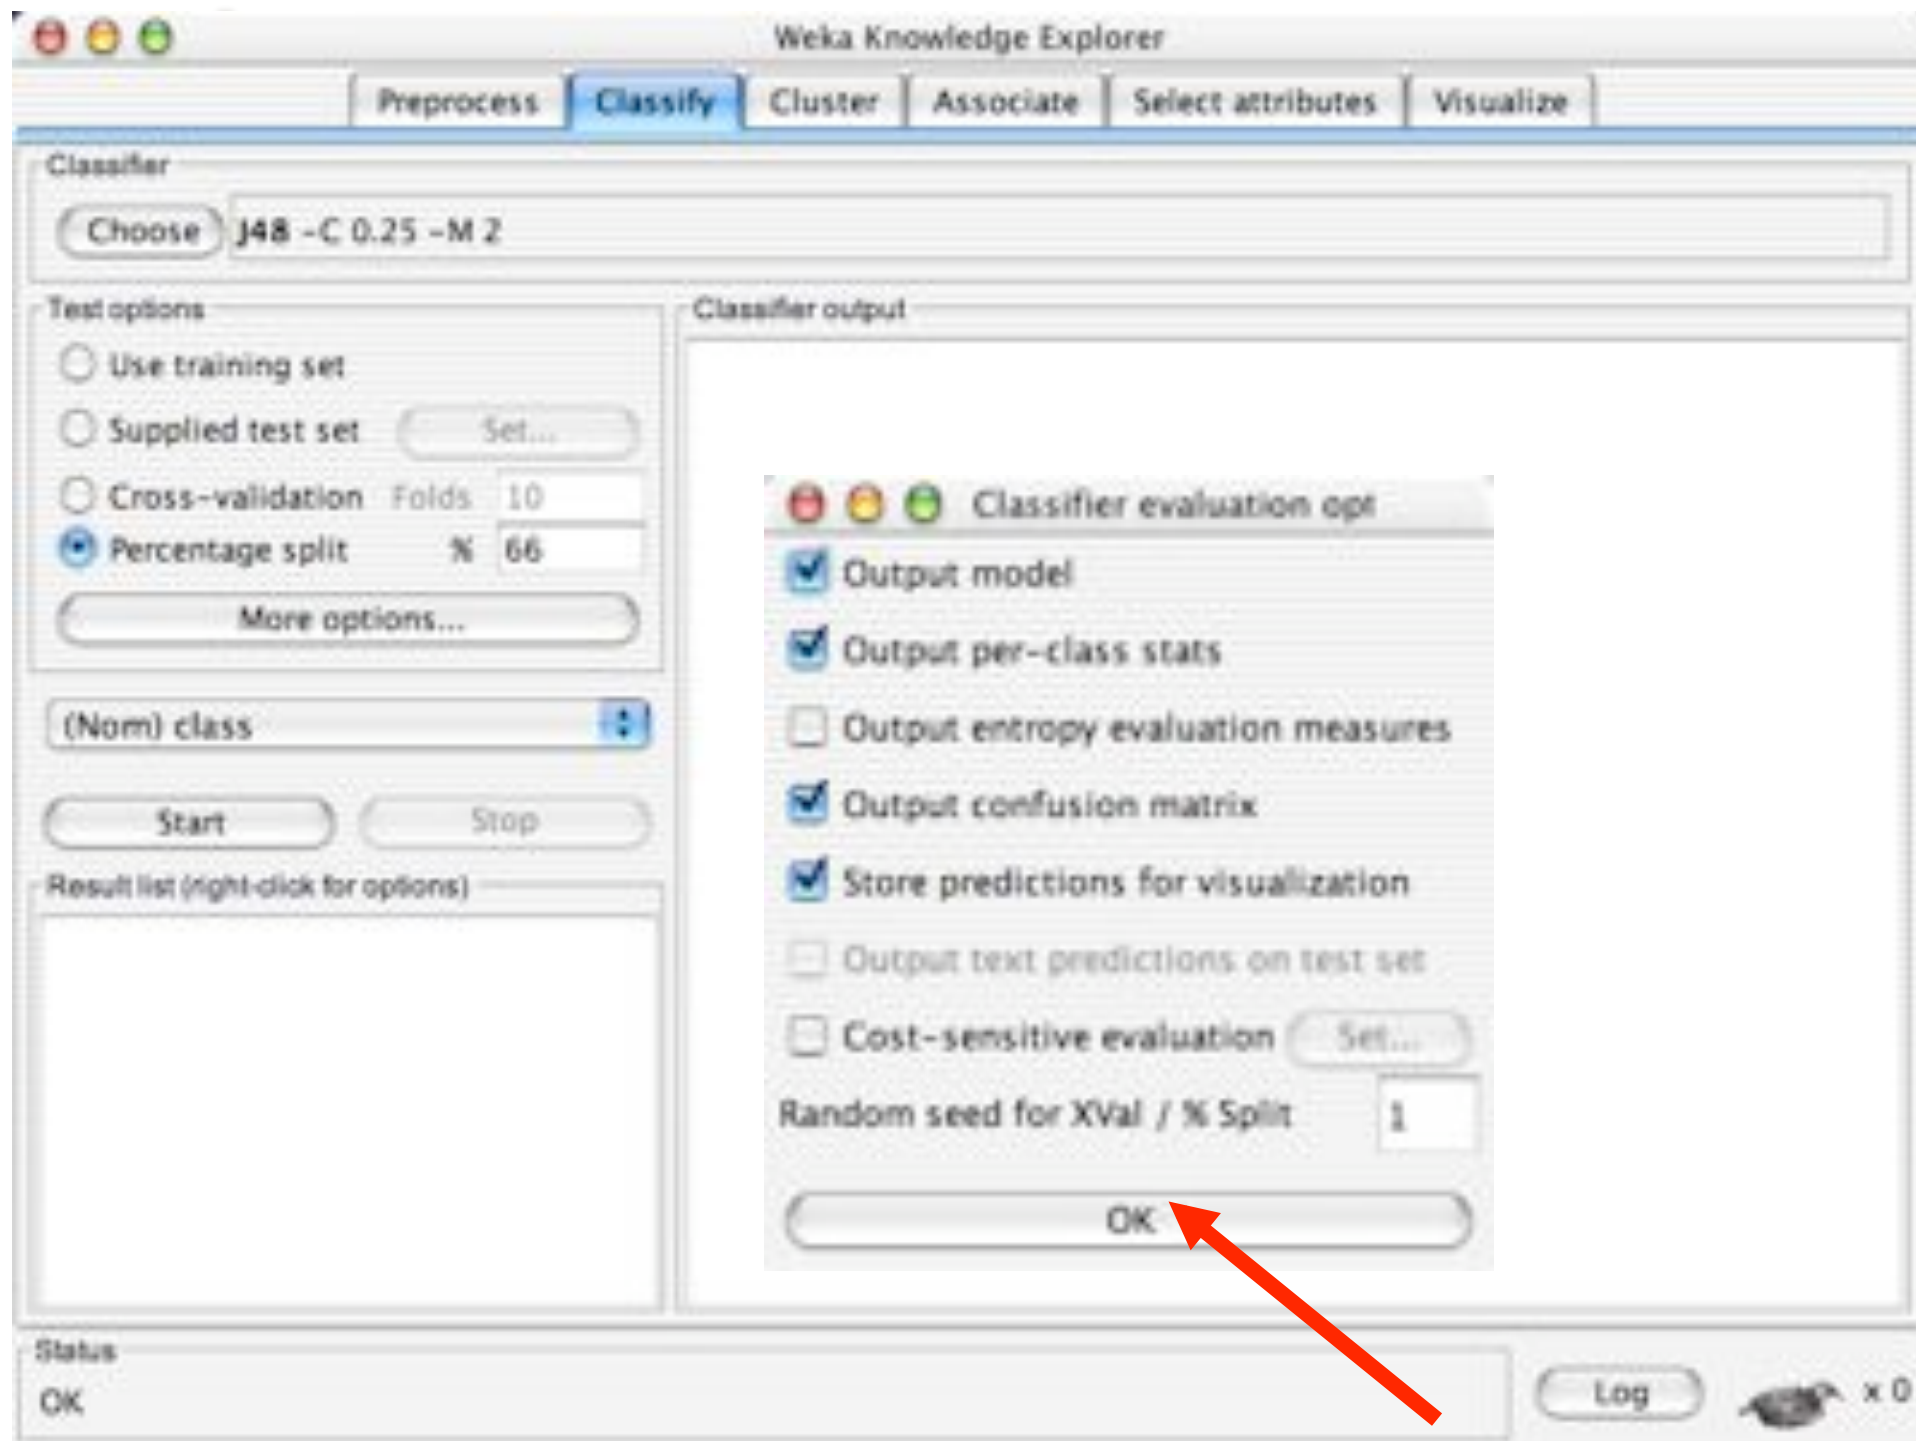 Weka Knowledge Explorer
Preprocess Classify Cluster Associate Select attributes Visualize
Classifier
Choose J48 -C 0.25 -M 2
Test options
Use training set
Supplied test set Set...
Cross-validation Folds 10
Percentage split % 66
More options...
(Nom) class
Start Stop
Result list (right-click for options)
Classifier output
Classifier evaluation opt
Output model
Output per-class stats
Output entropy evaluation measures
Output confusion matrix
Store predictions for visualization
Output text predictions on test set
Cost-sensitive evaluation Set...
Random seed for XVal / % Split 1
OK
Status
OK
Log x 0